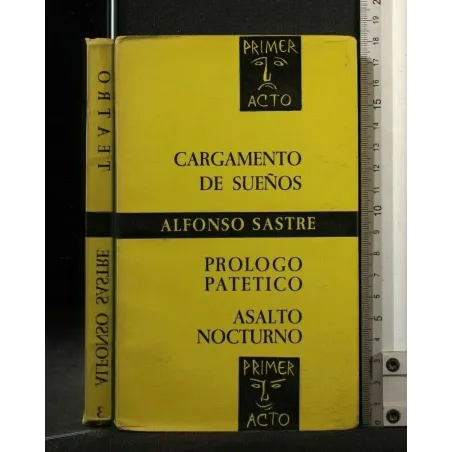 PRIMER
ACTO
CARGAMENTO
DE SUEÑOS
ALFONSO SASTRE
PROLOGO
PATETICO
ASALTO
NOCTURNO
PRIMER
ACTO
TEATRO
ALFONSO SASTRE
3